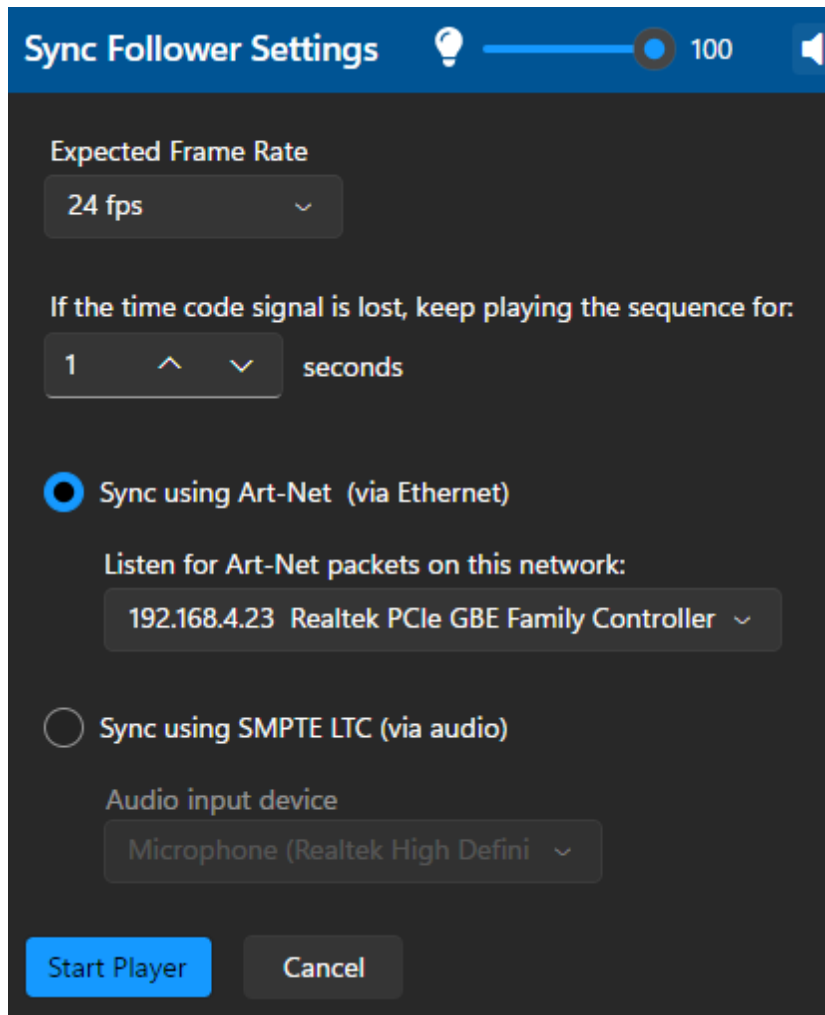 Sync Follower Settings 100
Expected Frame Rate
24 fps
If the time code signal is lost, keep playing the sequence for:
1 seconds
Sync using Art-Net (via Ethernet)
Listen for Art-Net packets on this network:
192.168.4.23 Realtek PCIe GBE Family Controller
Sync using SMPTE LTC (via audio)
Audio input device
Microphone (Realtek High Defini
Start Player Cancel